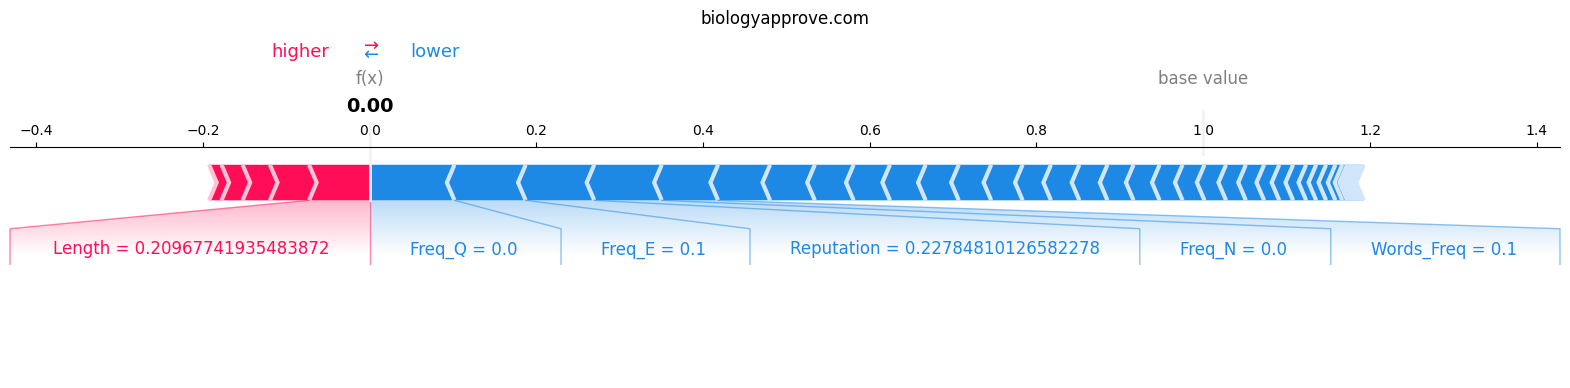 biologyapprove.com
higher → ← lower
f(x) base value
0.00
−0.4 −0.2 0.0 0.2 0.4 0.6 0.8 1.0 1.2 1.4
Length = 0.20967741935483872 Freq_Q = 0.0 Freq_E = 0.1 Reputation = 0.22784810126582278 Freq_N = 0.0 Words_Freq = 0.1